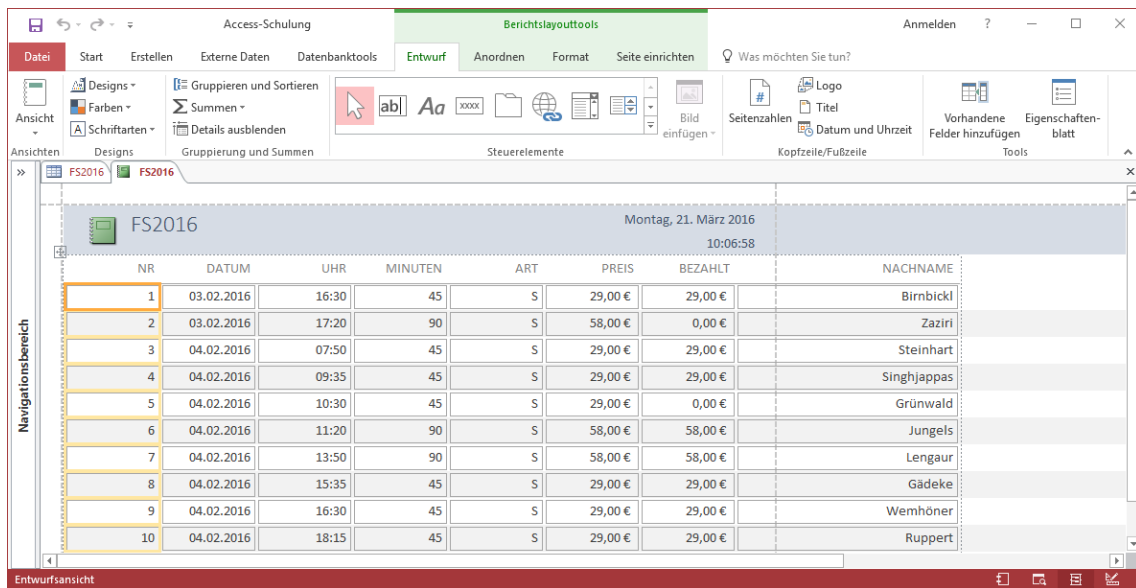 Access-Schulung Berichtslayouttools Anmelden ?
Datei Start Erstellen Externe Daten Datenbanktools Entwurf Anordnen Format Seite einrichten Was möchten Sie tun?
Ansicht
Designs
Farben
Schriftarten
Gruppieren und Sortieren
Summen
Details ausblenden
ab
Aa
xxxx
Bild einfügen
#
Seitenzahlen
Logo
Titel
Datum und Uhrzeit
Vorhandene Felder hinzufügen
Eigenschaften-blatt
Ansichten Designs Gruppierung und Summen Steuerelemente Kopfzeile/Fußzeile Tools
» FS2016 FS2016
Navigationsbereich
FS2016 Montag, 21. März 2016
10:06:58
NR DATUM UHR MINUTEN ART PREIS BEZAHLT NACHNAME
1 03.02.2016 16:30 45 S 29,00 € 29,00 € Birnbickl
2 03.02.2016 17:20 90 S 58,00 € 0,00 € Zaziri
3 04.02.2016 07:50 45 S 29,00 € 29,00 € Steinhart
4 04.02.2016 09:35 45 S 29,00 € 29,00 € Singhjappas
5 04.02.2016 10:30 45 S 29,00 € 0,00 € Grünwald
6 04.02.2016 11:20 90 S 58,00 € 58,00 € Jungels
7 04.02.2016 13:50 90 S 58,00 € 58,00 € Lengaur
8 04.02.2016 15:35 45 S 29,00 € 29,00 € Gädeke
9 04.02.2016 16:30 45 S 29,00 € 29,00 € Wemhöner
10 04.02.2016 18:15 45 S 29,00 € 29,00 € Ruppert
Entwurfsansicht